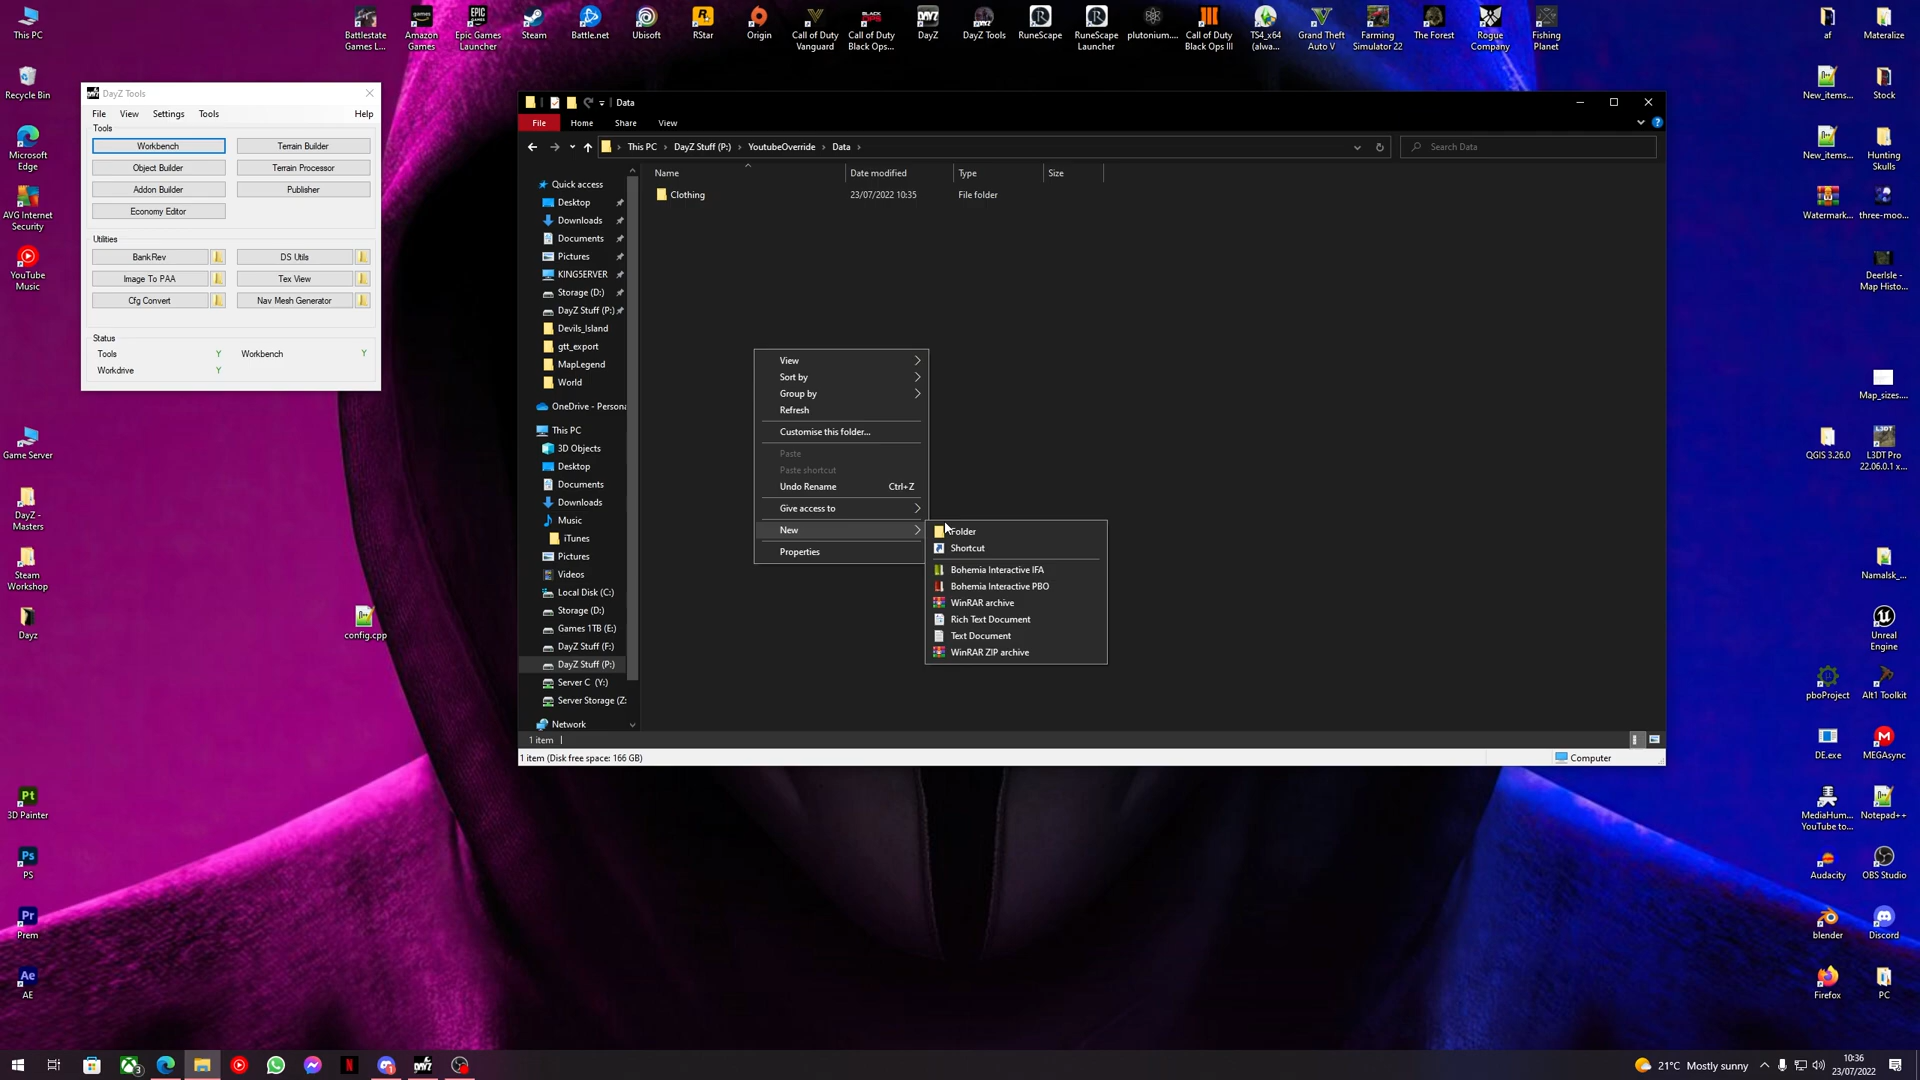 This PC
Battlestate
Games L...
Amazon
Games
Epic Games
Launcher
Steam
Battle.net
Ubisoft
RStar
Origin
Call of Duty
Vanguard
Call of Duty
Black Ops...
DayZ
DayZ Tools
RuneScape
RuneScape
Launcher
plutonium....
Call of Duty
Black Ops III
TS4_x64
(alwa...
Grand Theft
Auto V
Farming
Simulator 22
The Forest
Rogue
Company
Fishing
Planet
af
Materalize
Recycle Bin
New_items...
Stock
Microsoft
Edge
New_items...
Hunting
Skulls
AVG Internet
Security
Watermark...
three-moo...
YouTube
Music
DeerIsle -
Map Histo...
Map_sizes....
Game Server
QGIS 3.26.0
L3DT Pro
22.06.0.1 x...
DayZ -
Masters
Steam
Workshop
Namalsk_...
Dayz
config.cpp
Unreal
Engine
pboProject
Alt1 Toolkit
DE.exe
MEGAsync
3D Painter
MediaHum...
YouTube to...
Notepad++
PS
Audacity
OBS Studio
Prem
blender
Discord
AE
Firefox
PC
DayZ Tools
File View Settings Tools Help
Tools
Workbench Terrain Builder
Object Builder Terrain Processor
Addon Builder Publisher
Economy Editor
Utilities
BankRev DS Utils
Image To PAA Tex View
Cfg Convert Nav Mesh Generator
Status
Tools Y Workbench Y
Workdrive Y
Data
File Home Share View
This PC DayZ Stuff (P:) YoutubeOverride Data
Search Data
Name Date modified Type Size
Clothing 23/07/2022 10:35 File folder
Quick access
Desktop
Downloads
Documents
Pictures
KINGSERVER
Storage (D:)
DayZ Stuff (P:)
Devils_Island
gtt_export
MapLegend
World
OneDrive - Persona
This PC
3D Objects
Desktop
Documents
Downloads
Music
iTunes
Pictures
Videos
Local Disk (C:)
Storage (D:)
Games 1TB (E:)
DayZ Stuff (F:)
DayZ Stuff (P:)
Server C (Y:)
Server Storage (Z:
Network
View
Sort by
Group by
Refresh
Customise this folder...
Paste
Paste shortcut
Undo Rename Ctrl+Z
Give access to
New
Properties
Folder
Shortcut
Bohemia Interactive IFA
Bohemia Interactive PBO
WinRAR archive
Rich Text Document
Text Document
WinRAR ZIP archive
1 item
1 item (Disk free space: 166 GB)
Computer
21°C Mostly sunny
10:36
23/07/2022